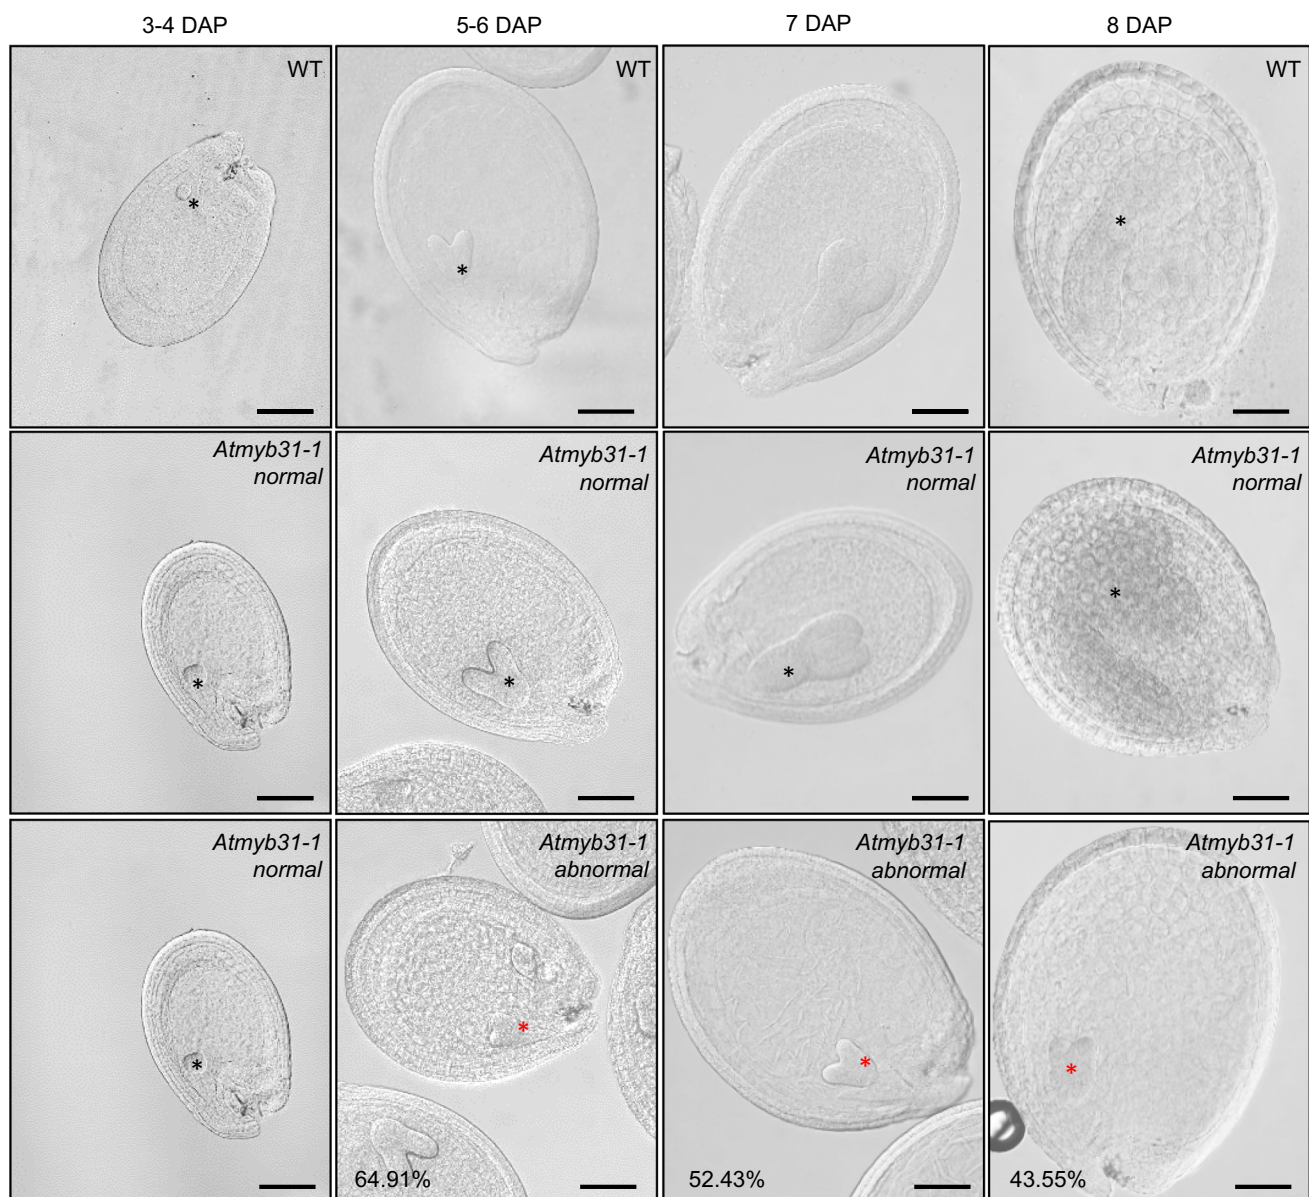 3-4 DAP
5-6 DAP
7 DAP
8 DAP
WT
WT
WT
Atmyb31-1
normal
Atmyb31-1
normal
Atmyb31-1
normal
Atmyb31-1
normal
Atmyb31-1
normal
Atmyb31-1
abnormal
64.91%
Atmyb31-1
abnormal
52.43%
Atmyb31-1
abnormal
43.55%